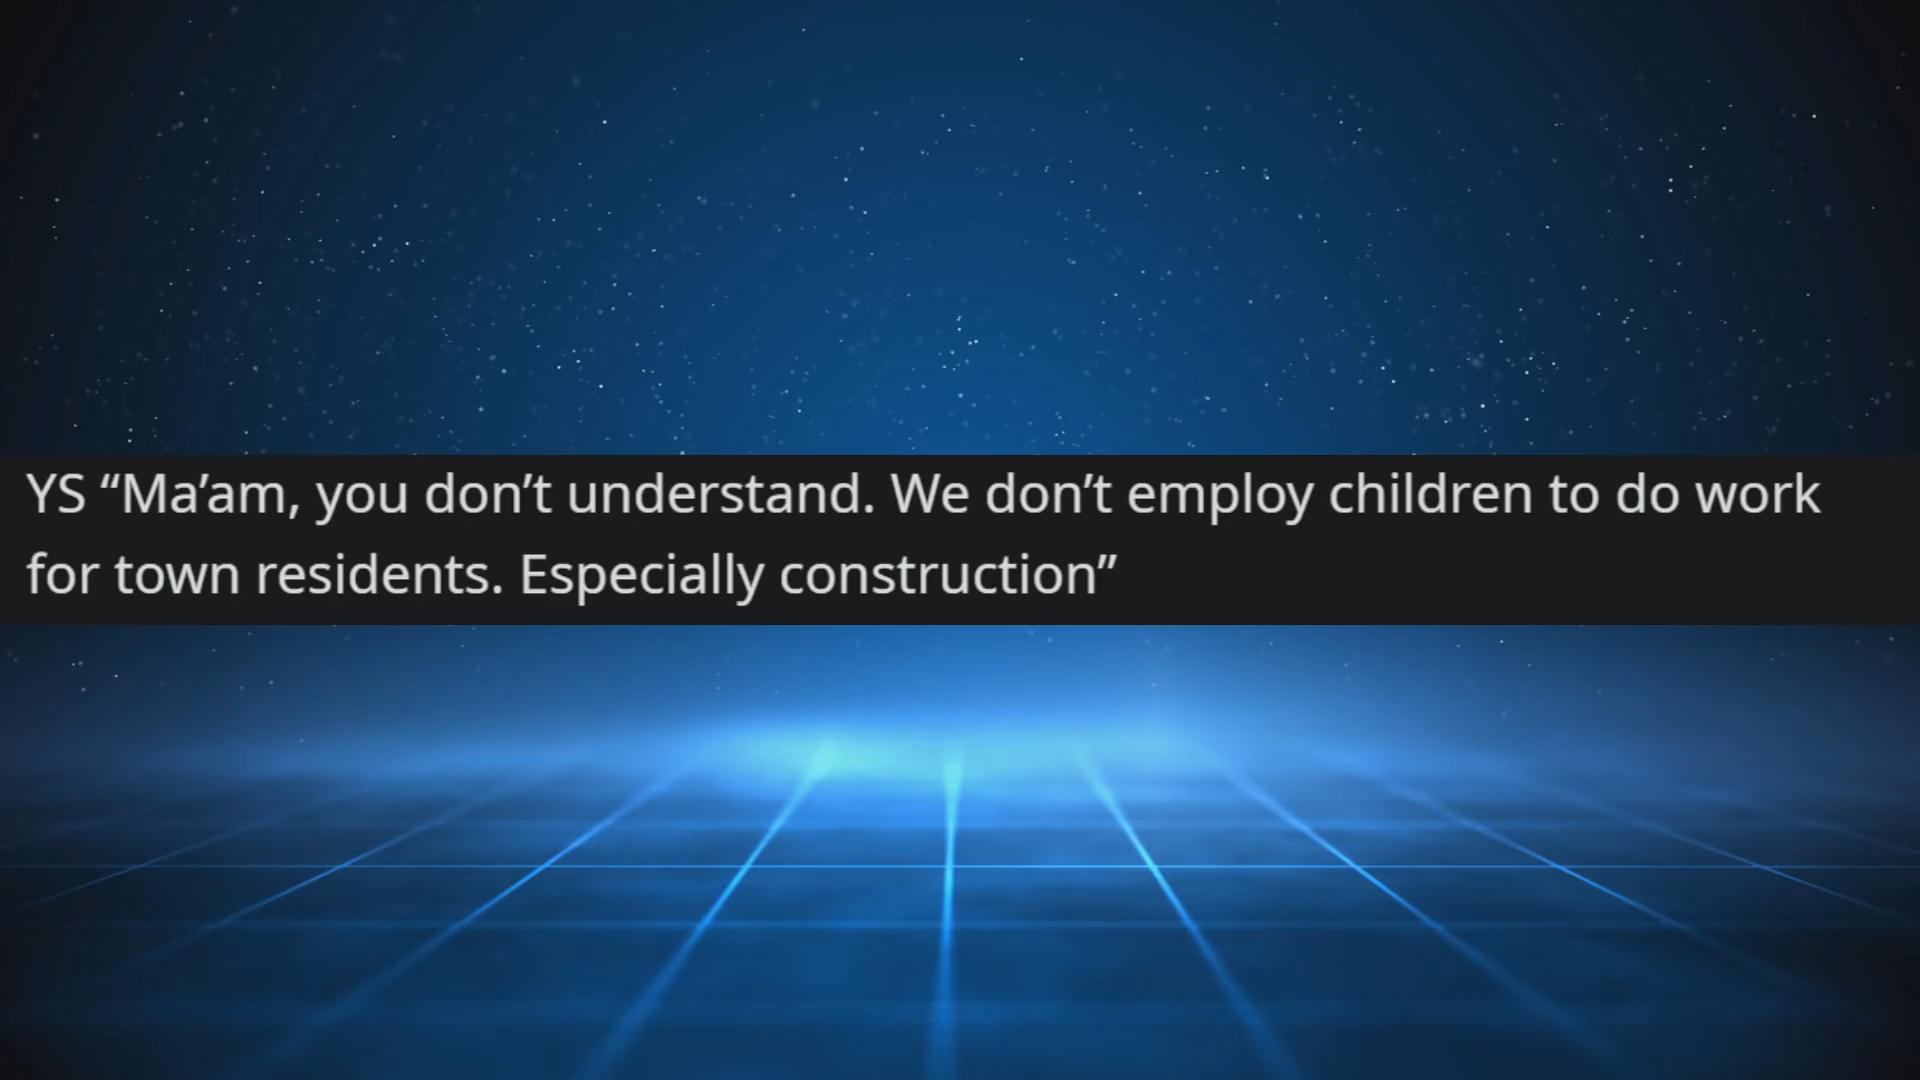 YS “Ma’am, you don’t understand. We don’t employ children to do work
for town residents. Especially construction”